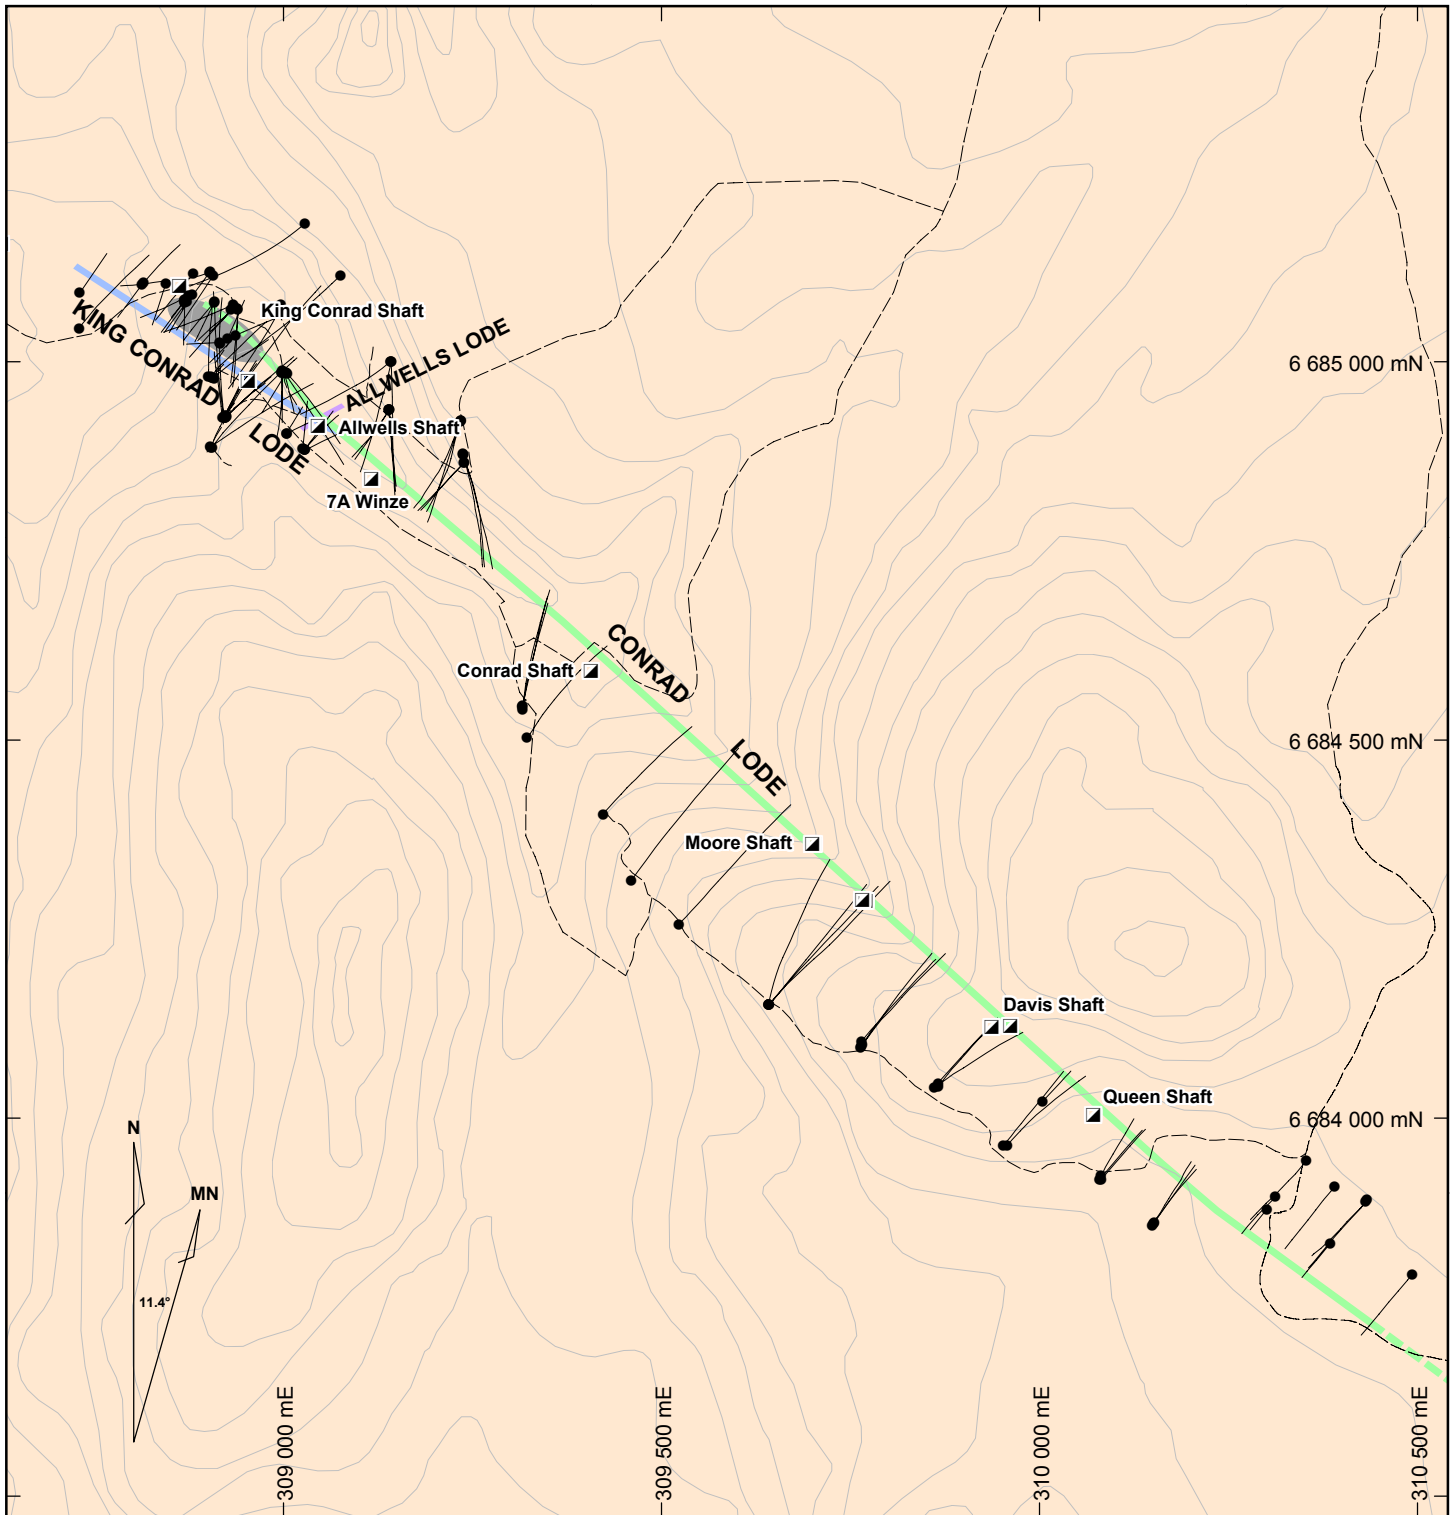 King Conrad Shaft
KING CONRAD
LODE
ALLWELLS LODE
6 685 000 mN
Allwells Shaft
7A Winze
CONRAD
LODE
Conrad Shaft
6 684 500 mN
Moore Shaft
Davis Shaft
Queen Shaft
6 684 000 mN
N
MN
11.4°
309 000 mE
309 500 mE
310 000 mE
310 500 mE